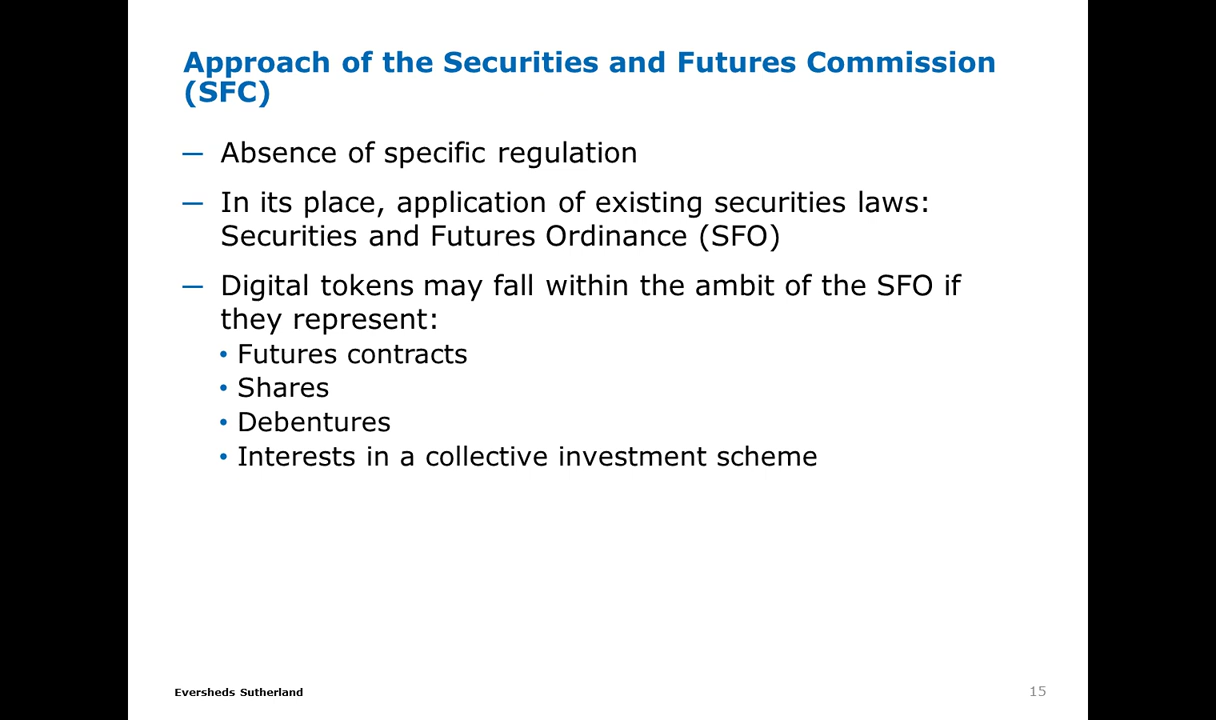 Approach of the Securities and Futures Commission
(SFC)
— Absence of specific regulation
— In its place, application of existing securities laws:
Securities and Futures Ordinance (SFO)
— Digital tokens may fall within the ambit of the SFO if
they represent:
• Futures contracts
• Shares
• Debentures
• Interests in a collective investment scheme
Eversheds Sutherland
15